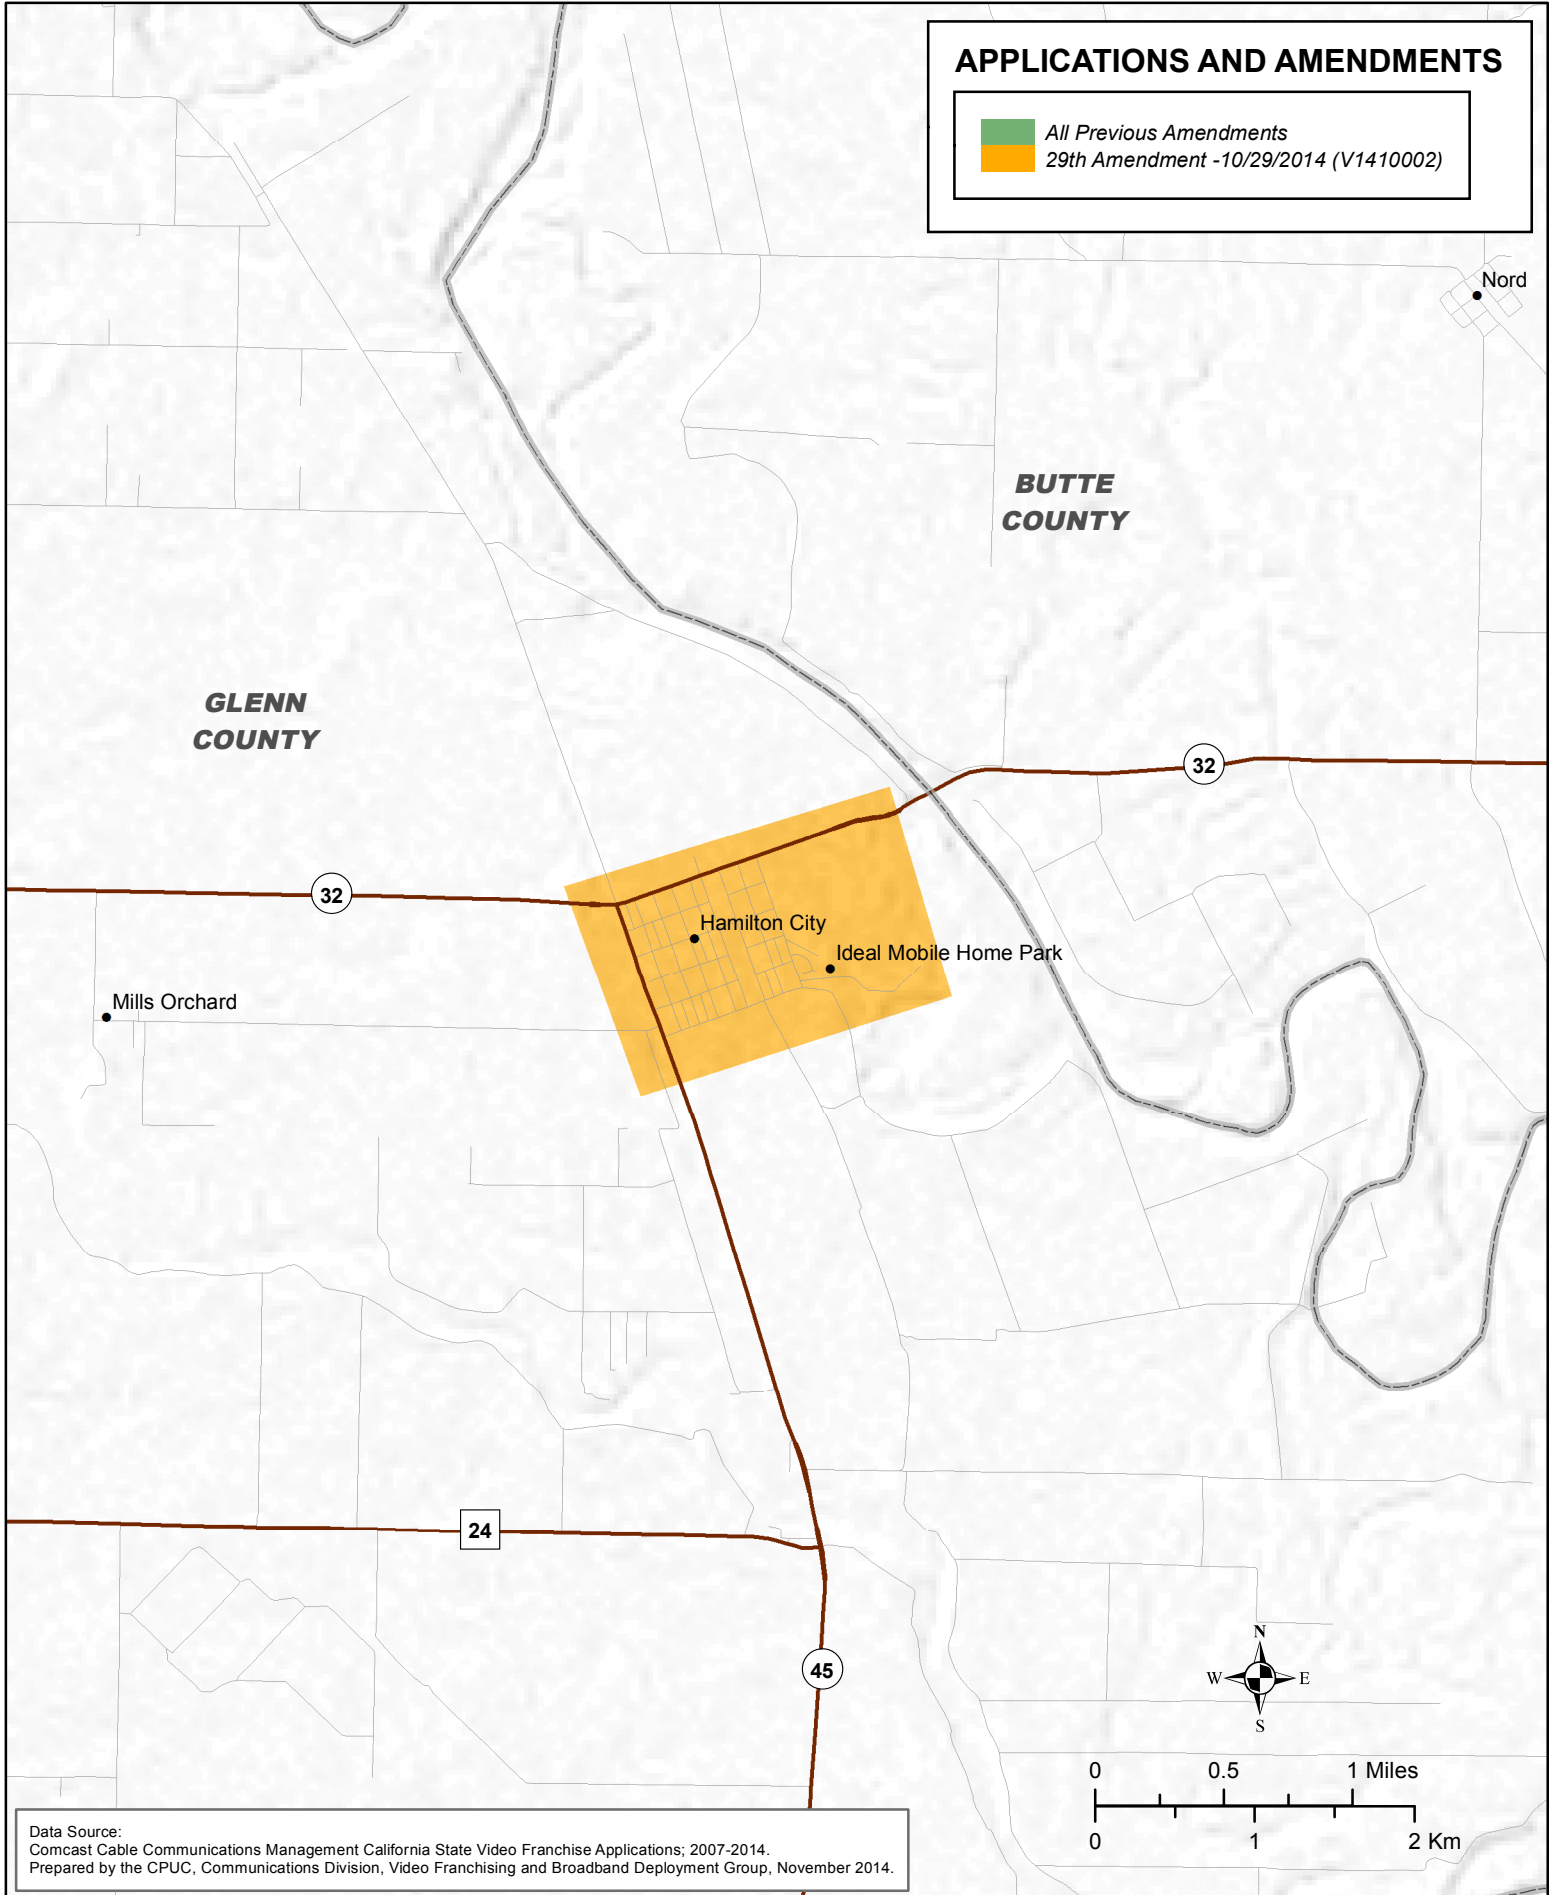 APPLICATIONS AND AMENDMENTS
All Previous Amendments
29th Amendment -10/29/2014 (V1410002)
Nord
BUTTE
COUNTY
GLENN
COUNTY
32
32
Hamilton City
Ideal Mobile Home Park
Mills Orchard
24
45
N
W E
S
0 0.5 1 Miles
0 1 2 Km
Data Source:
Comcast Cable Communications Management California State Video Franchise Applications; 2007-2014.
Prepared by the CPUC, Communications Division, Video Franchising and Broadband Deployment Group, November 2014.